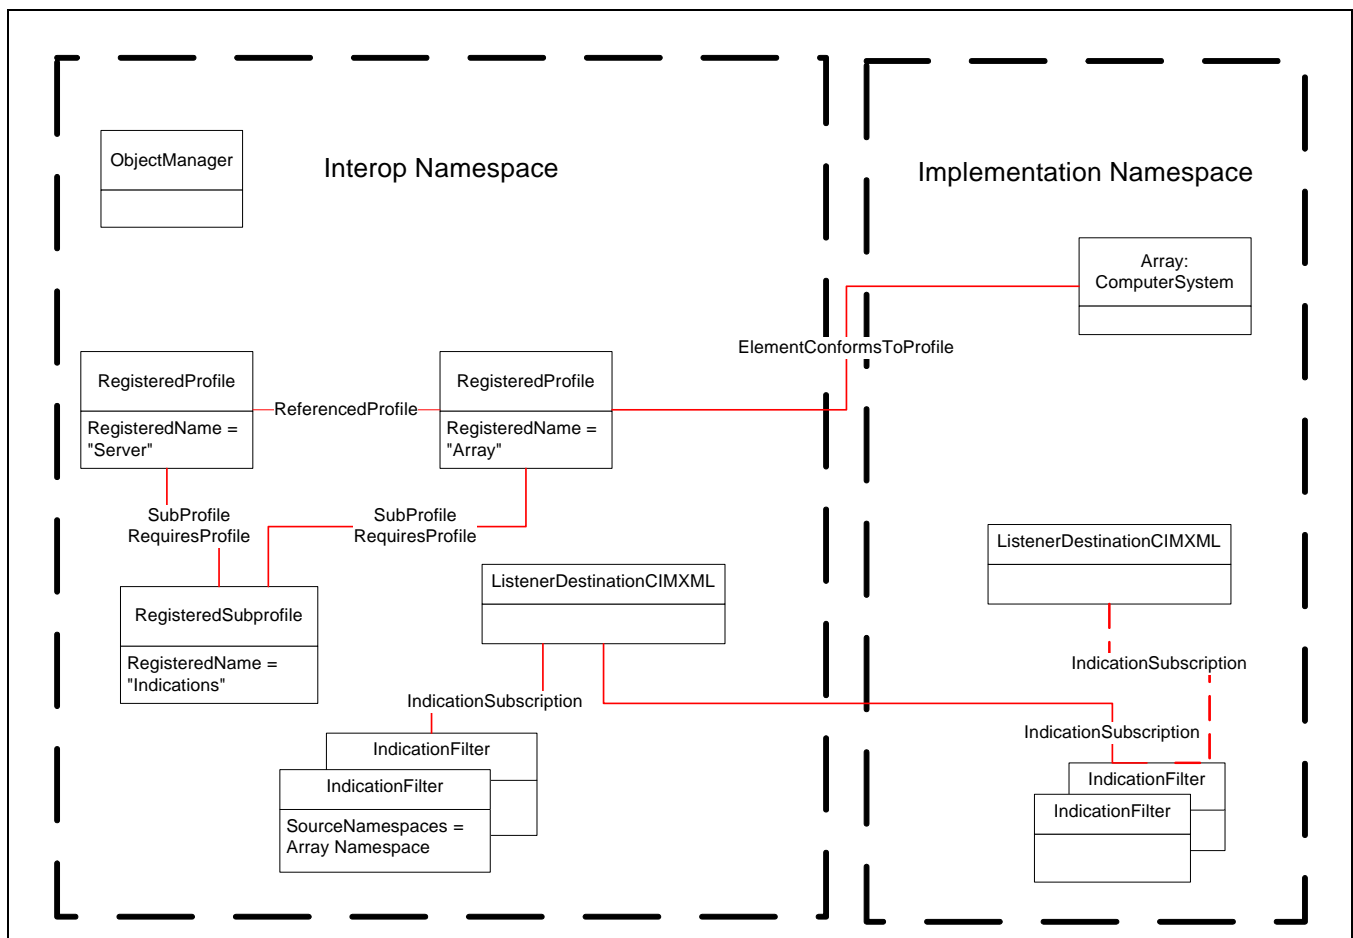 ObjectManager
Interop Namespace
Implementation Namespace
Array:
ComputerSystem
ElementConformsToProfile
RegisteredProfile
RegisteredName =
"Server"
ReferencedProfile
RegisteredProfile
RegisteredName =
"Array"
SubProfile
RequiresProfile
SubProfile
RequiresProfile
ListenerDestinationCIMXML
ListenerDestinationCIMXML
RegisteredSubprofile
RegisteredName =
"Indications"
IndicationSubscription
IndicationSubscription
IndicationSubscription
IndicationFilter
IndicationFilter
SourceNamespaces =
Array Namespace
IndicationFilter
IndicationFilter